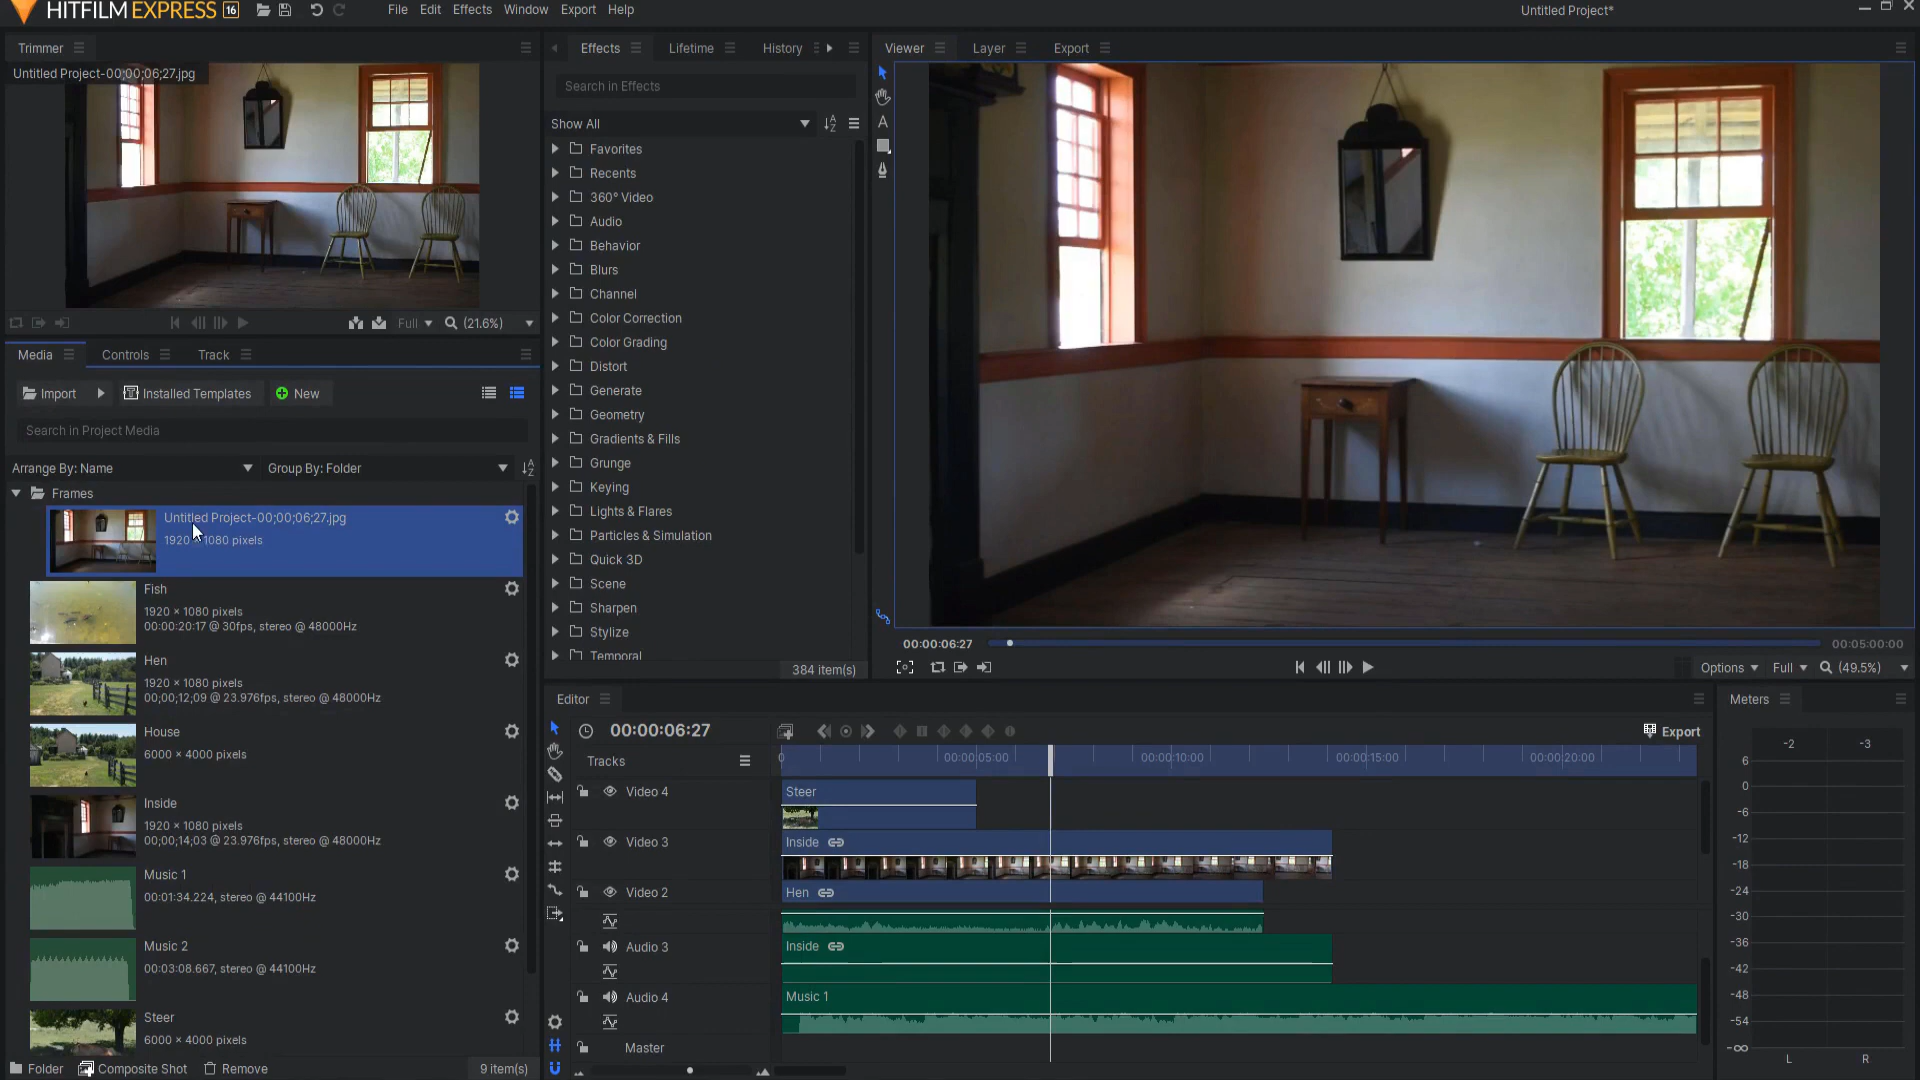 HITFILM EXPRESS 16
File Edit Effects Window Export Help
Untitled Project*
Trimmer
Untitled Project-00;00;06;27.jpg
Full (21.6%)
Media Controls Track
Import Installed Templates New
Search in Project Media
Arrange By: Name Group By: Folder
Frames
Untitled Project-00;00;06;27.jpg
1920 × 1080 pixels
Fish
1920 × 1080 pixels
00:00:20:17 @ 30fps, stereo @ 48000Hz
Hen
1920 × 1080 pixels
00;00;12;09 @ 23.976fps, stereo @ 48000Hz
House
6000 × 4000 pixels
Inside
1920 × 1080 pixels
00;00;14;03 @ 23.976fps, stereo @ 48000Hz
Music 1
00:01:34.224, stereo @ 44100Hz
Music 2
00:03:08.667, stereo @ 44100Hz
Steer
6000 × 4000 pixels
Folder Composite Shot Remove 9 item(s)
Effects Lifetime History
Search in Effects
Show All
Favorites
Recents
360° Video
Audio
Behavior
Blurs
Channel
Color Correction
Color Grading
Distort
Generate
Geometry
Gradients & Fills
Grunge
Keying
Lights & Flares
Particles & Simulation
Quick 3D
Scene
Sharpen
Stylize
Temporal
384 item(s)
Viewer Layer Export
A
00:00:06:27 00:05:00:00
Options Full (49.5%)
Editor
00:00:06:27 Export
Tracks 0 00:00:05:00 00:00:10:00 00:00:15:00 00:00:20:00
Video 4 Steer
Video 3 Inside
Video 2 Hen
Audio 3 Inside
Audio 4 Music 1
Master
Meters
-2 -3
6
0
-6
-12
-18
-24
-30
-36
-42
-48
-54
-∞
L R